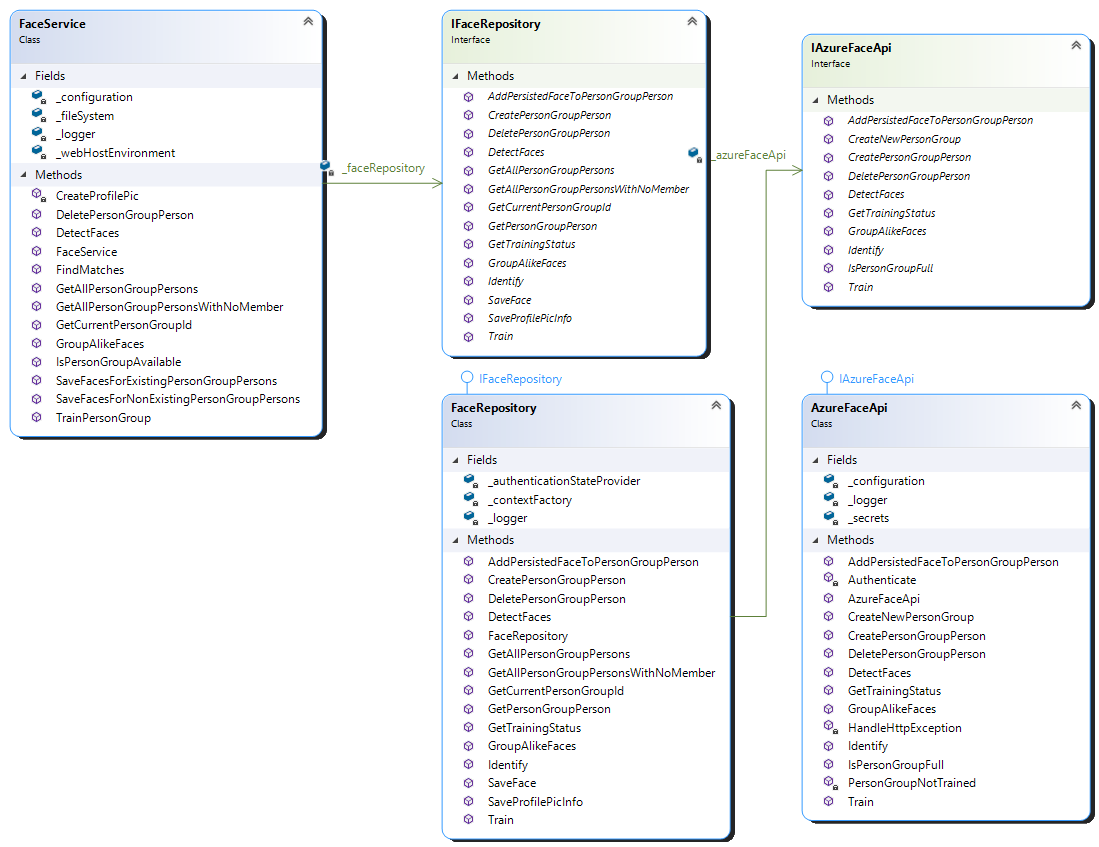 FaceService
Class
Fields
_configuration
_fileSystem
_logger
_webHostEnvironment
Methods
CreateProfilePic
DeletePersonGroupPerson
DetectFaces
FaceService
FindMatches
GetAllPersonGroupPersons
GetAllPersonGroupPersonsWithNoMember
GetCurrentPersonGroupId
GroupAlikeFaces
IsPersonGroupAvailable
SaveFacesForExistingPersonGroupPersons
SaveFacesForNonExistingPersonGroupPersons
TrainPersonGroup
_faceRepository
IFaceRepository
Interface
Methods
AddPersistedFaceToPersonGroupPerson
CreatePersonGroupPerson
DeletePersonGroupPerson
DetectFaces
GetAllPersonGroupPersons
GetAllPersonGroupPersonsWithNoMember
GetCurrentPersonGroupId
GetPersonGroupPerson
GetTrainingStatus
GroupAlikeFaces
Identify
SaveFace
SaveProfilePicInfo
Train
_azureFaceApi
IAzureFaceApi
Interface
Methods
AddPersistedFaceToPersonGroupPerson
CreateNewPersonGroup
CreatePersonGroupPerson
DeletePersonGroupPerson
DetectFaces
GetTrainingStatus
GroupAlikeFaces
Identify
IsPersonGroupFull
Train
IFaceRepository
FaceRepository
Class
Fields
_authenticationStateProvider
_contextFactory
_logger
Methods
AddPersistedFaceToPersonGroupPerson
CreatePersonGroupPerson
DeletePersonGroupPerson
DetectFaces
FaceRepository
GetAllPersonGroupPersons
GetAllPersonGroupPersonsWithNoMember
GetCurrentPersonGroupId
GetPersonGroupPerson
GetTrainingStatus
GroupAlikeFaces
Identify
SaveFace
SaveProfilePicInfo
Train
IAzureFaceApi
AzureFaceApi
Class
Fields
_configuration
_logger
_secrets
Methods
AddPersistedFaceToPersonGroupPerson
Authenticate
AzureFaceApi
CreateNewPersonGroup
CreatePersonGroupPerson
DeletePersonGroupPerson
DetectFaces
GetTrainingStatus
GroupAlikeFaces
HandleHttpException
Identify
IsPersonGroupFull
PersonGroupNotTrained
Train